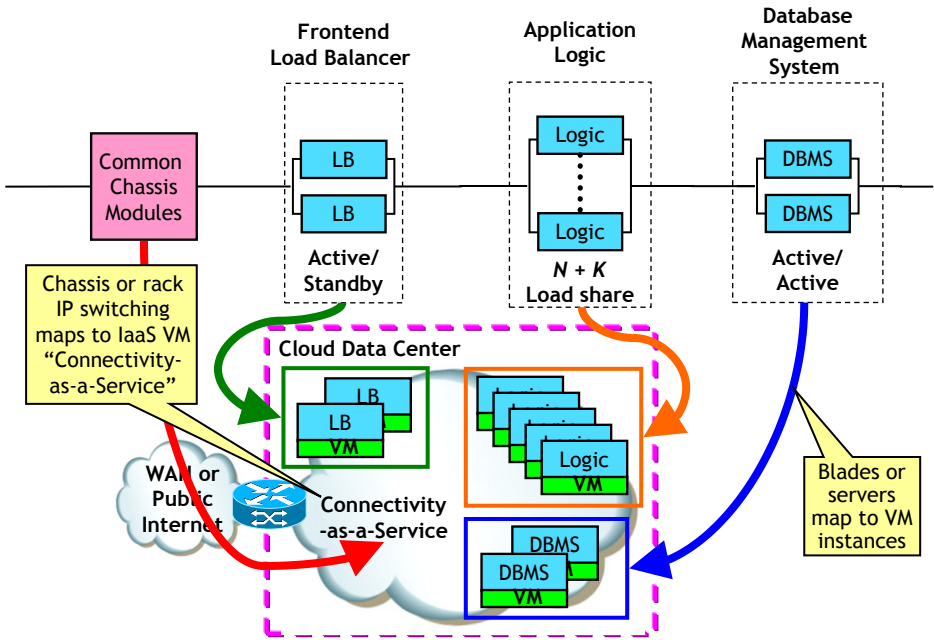 Frontend
Load Balancer
Application
Logic
Database
Management
System
Common
Chassis
Modules
LB
LB
Active/
Standby
Logic
Logic
N + K
Load share
DBMS
DBMS
Active/
Active
Chassis or rack
IP switching
maps to IaaS VM
“Connectivity-
as-a-Service”
Cloud Data Center
LB
LB
VM
Logic
Logic
VM
WAN or
Public
Internet
Connectivity
-as-a-Service
DBMS
DBMS
VM
Blades or
servers
map to VM
instances